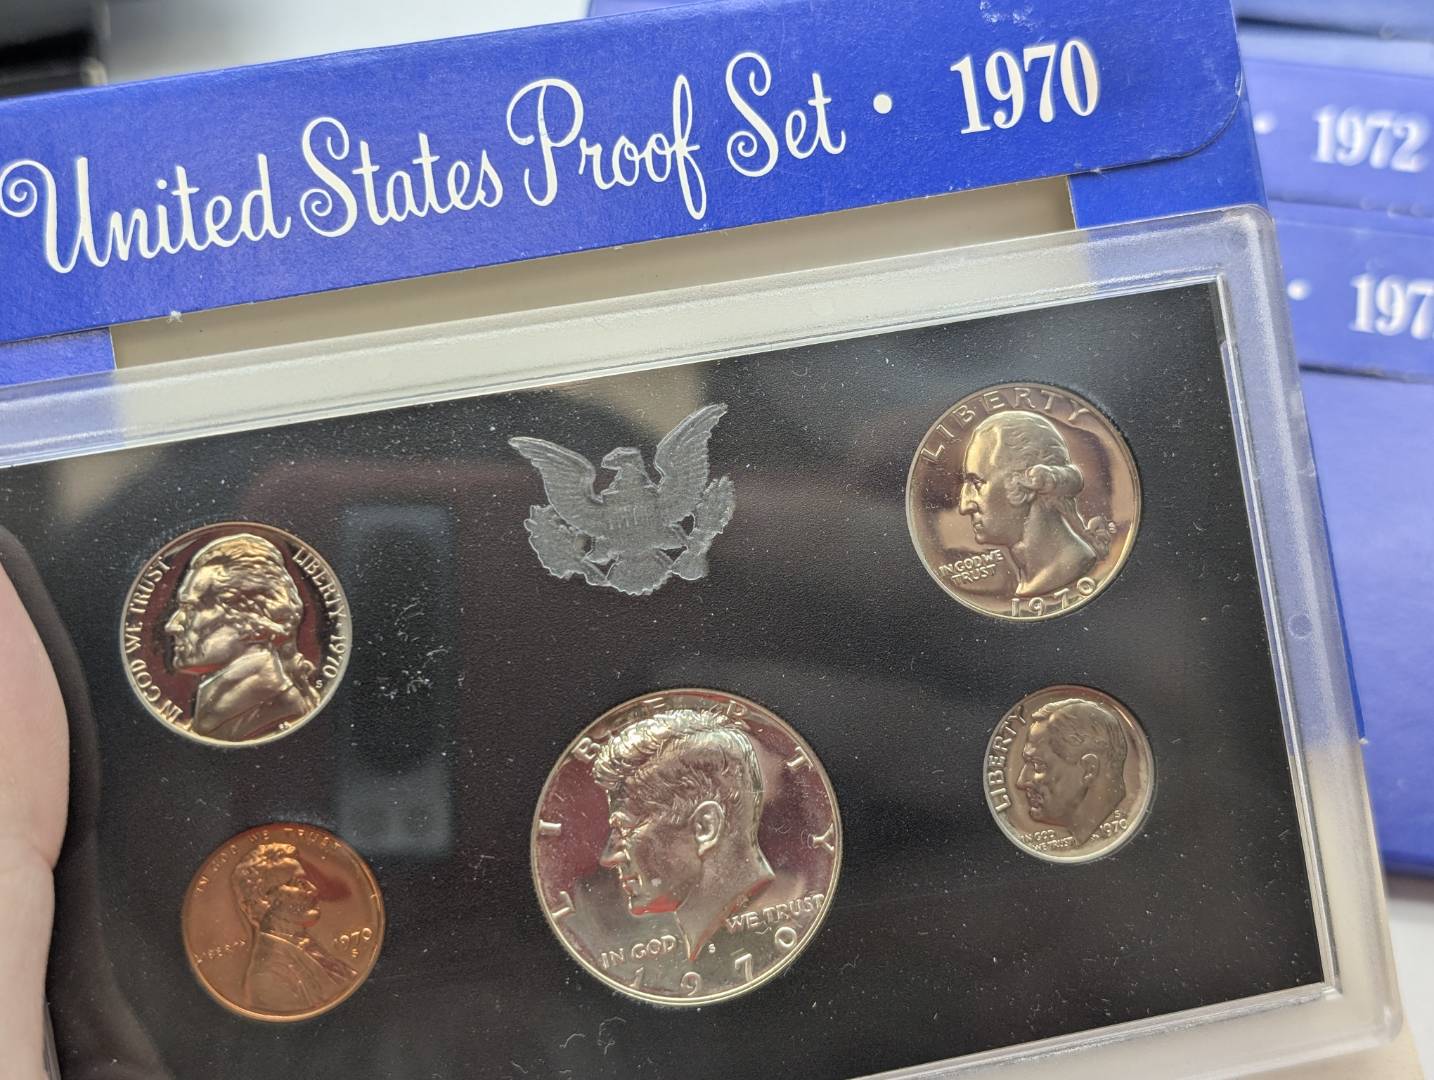 United States Proof Set • 1970
• 1972
• 197
LIBERTY
IN GOD WE
TRUST
S
1970
IN GOD WE TRUST
LIBERTY • 1970
S
LIBERTY
IN GOD WE TRUST
S
1970
LIBERTY
IN GOD
WE TRUST
S
1970
IN GOD WE TRUST
LIBERTY
1970
S